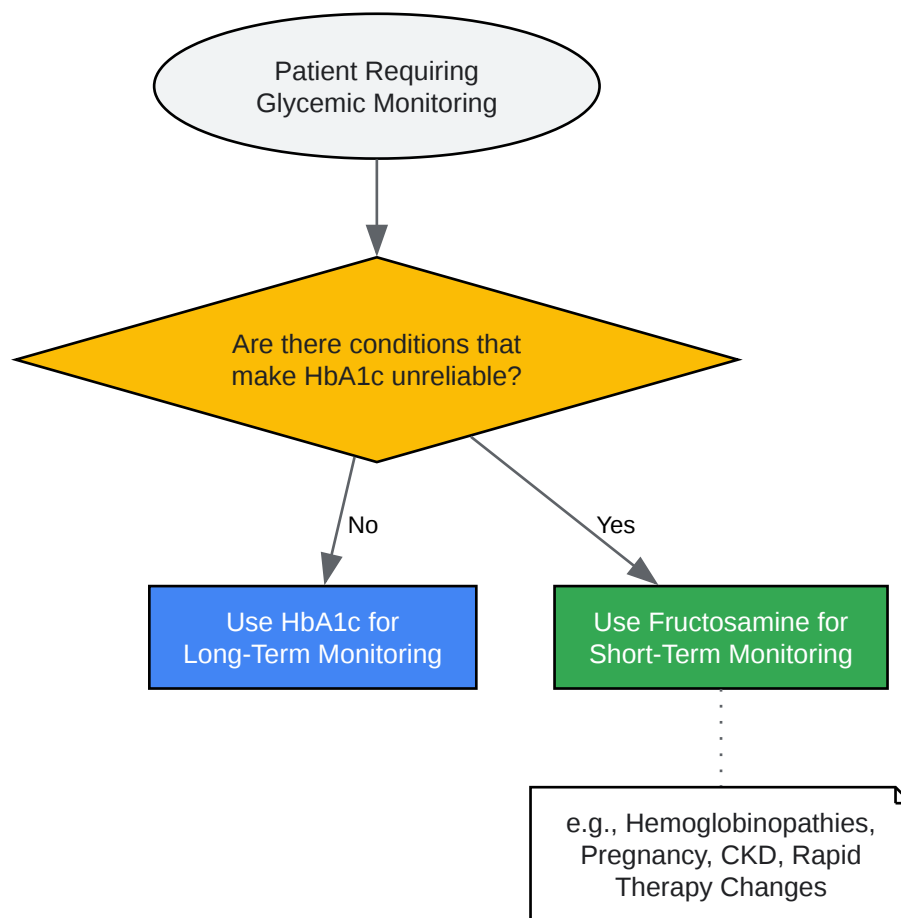 Patient Requiring
Glycemic Monitoring
Are there conditions that
make HbA1c unreliable?
No
Yes
Use HbA1c for
Long-Term Monitoring
Use Fructosamine for
Short-Term Monitoring
e.g., Hemoglobinopathies,
Pregnancy, CKD, Rapid
Therapy Changes